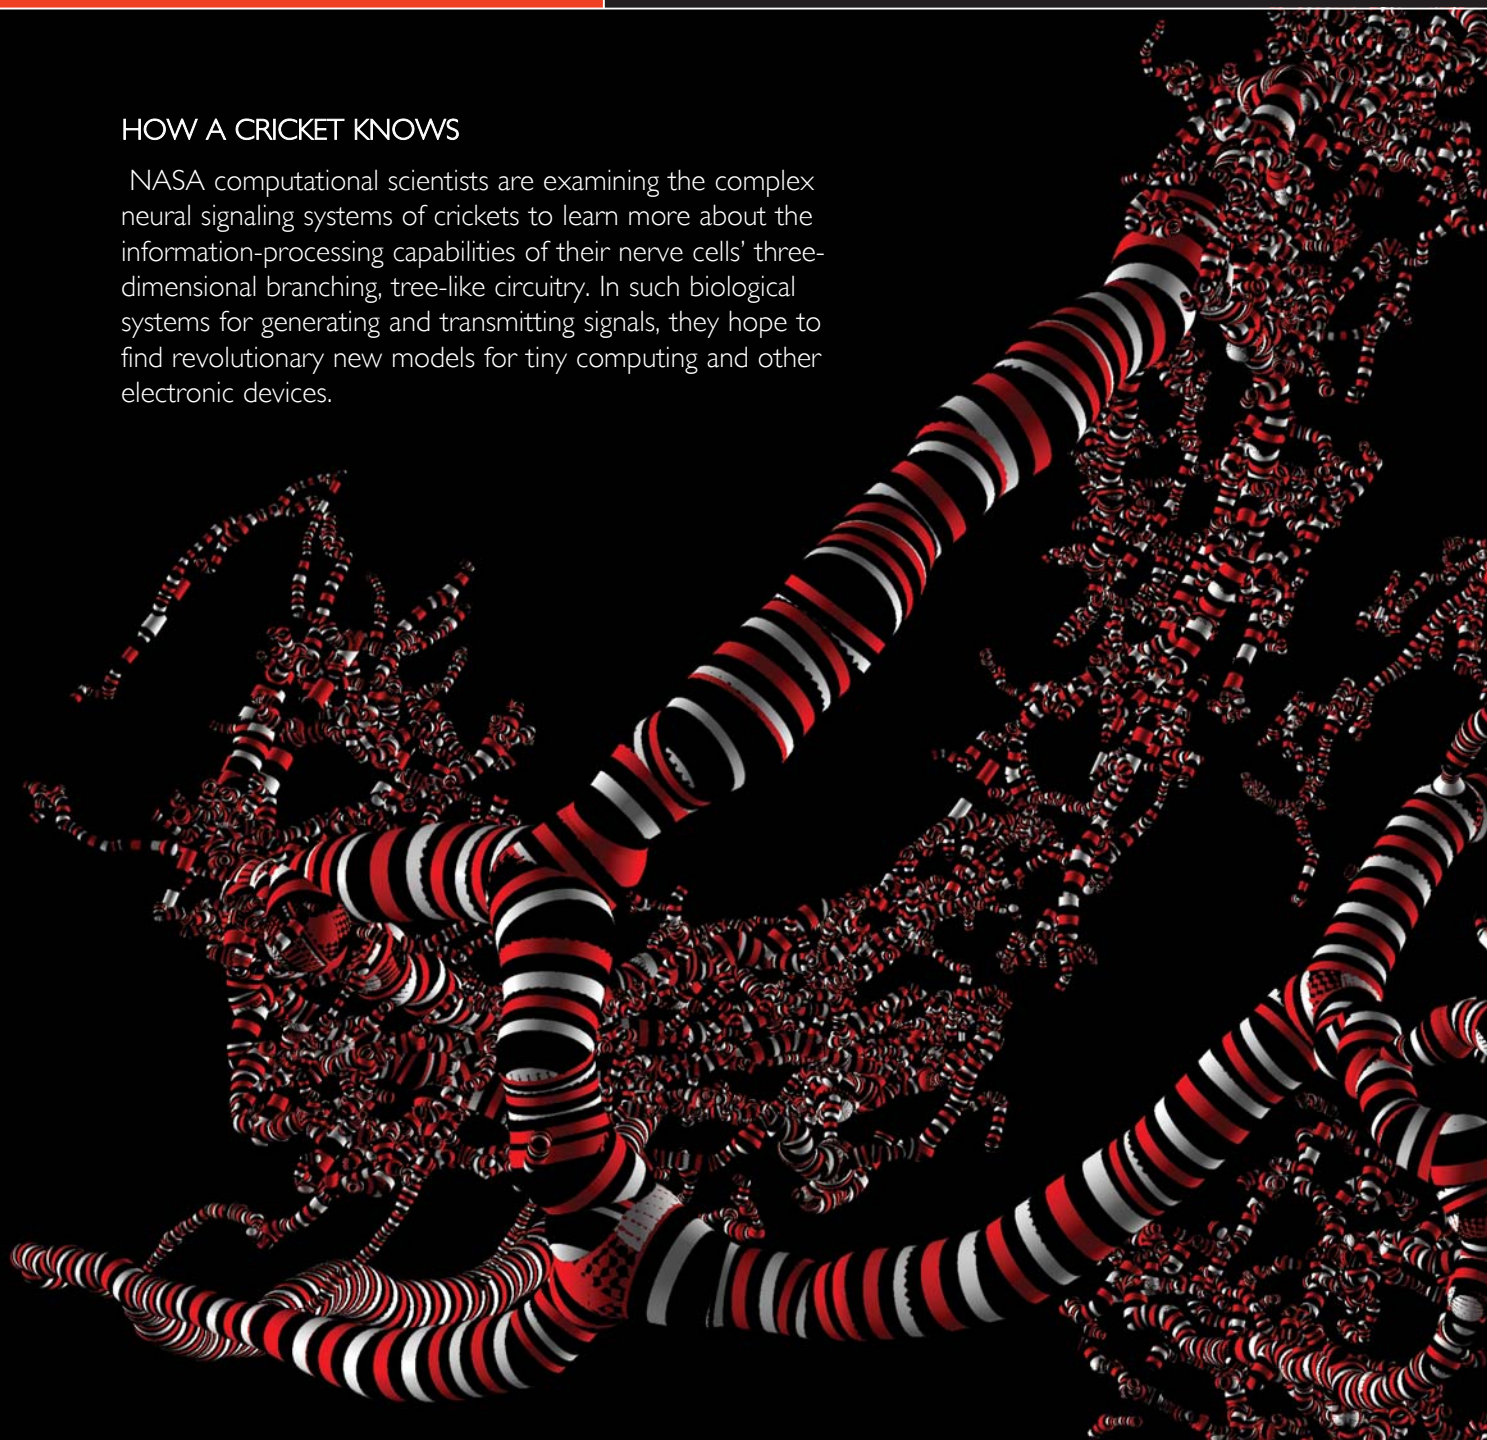 HOW A CRICKET KNOWS
NASA computational scientists are examining the complex
neural signaling systems of crickets to learn more about the
information-processing capabilities of their nerve cells’ three-
dimensional branching, tree-like circuitry. In such biological
systems for generating and transmitting signals, they hope to
find revolutionary new models for tiny computing and other
electronic devices.